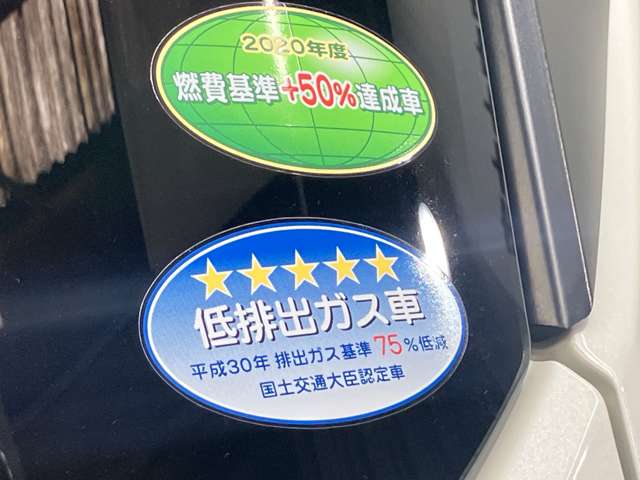 2020年度
燃費基準+50%達成車
低排出ガス車
平成30年 排出ガス基準 75%低減
国土交通大臣認定車